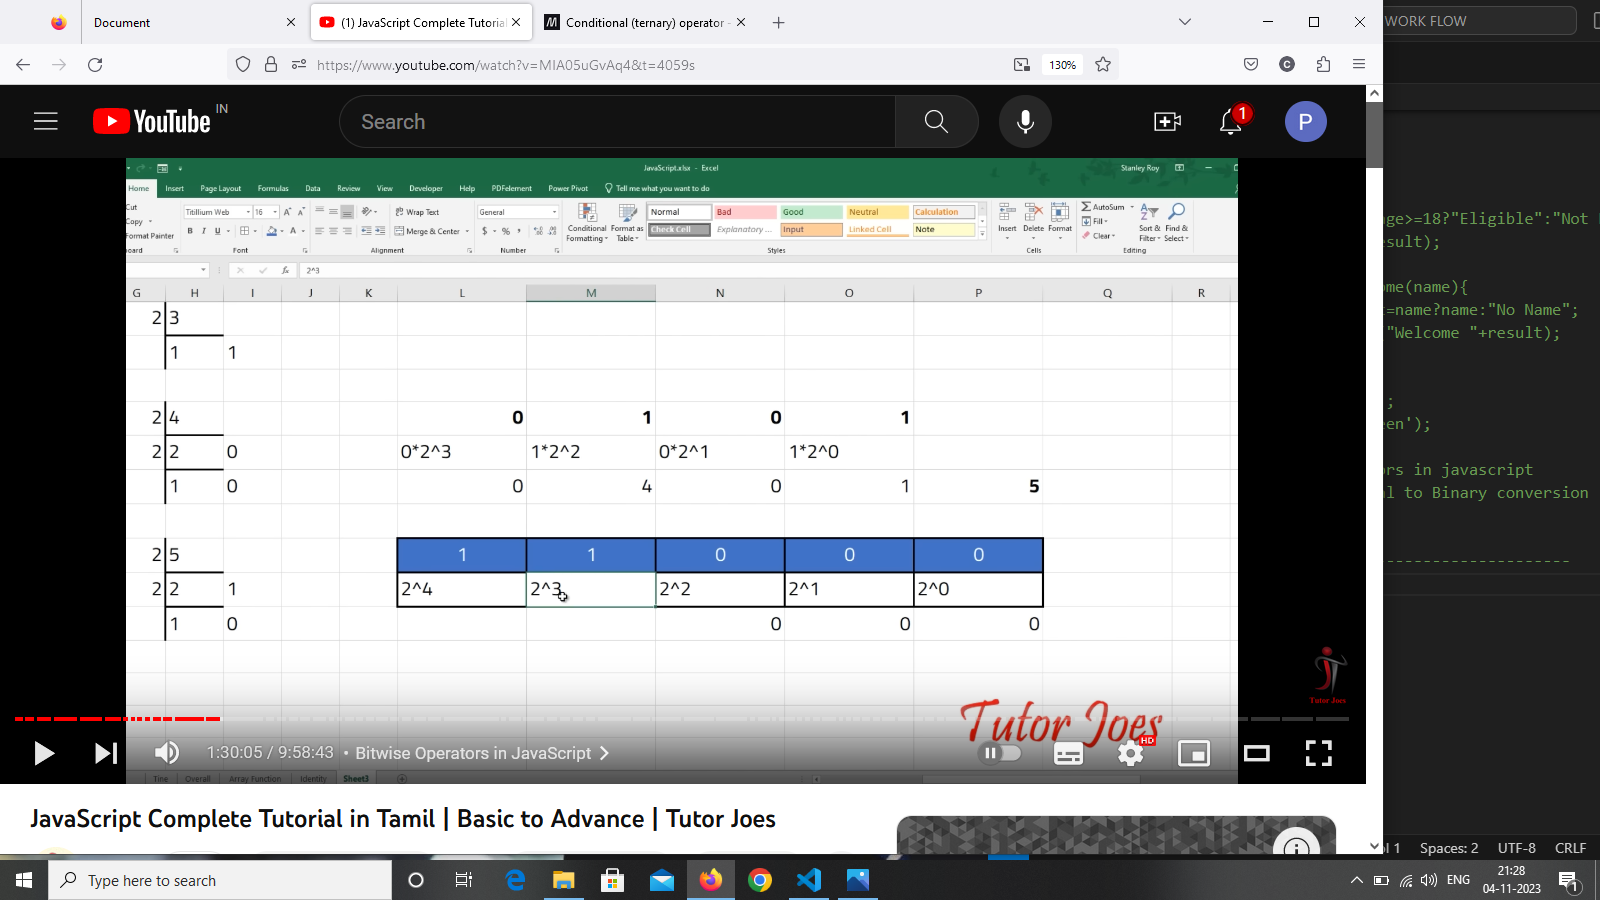 Document
(1) JavaScript Complete Tutorial
Conditional (ternary) operator -
WORK FLOW
https://www.youtube.com/watch?v=MIA05uGvAq4&t=4059s
130%
C
YouTube IN
Search
1
P
JavaScript.xlsx - Excel
Stanley Roy
Home Insert Page Layout Formulas Data Review View Developer Help PDFelement Power Pivot Tell me what you want to do
Cut
Copy
Format Painter
Titillium Web 16
B I U
Wrap Text
Merge & Center
General
Conditional Formatting
Format as Table
Normal Bad Good Neutral Calculation
Check Cell Explanatory ... Input Linked Cell Note
Insert Delete Format
AutoSum
Fill
Clear
Sort & Filter
Find & Select
Font Alignment Number Styles Cells Editing
fx 2^3
G H I J K L M N O P Q R
2 3
1 1
2 4 0 1 0 1
2 2 0 0*2^3 1*2^2 0*2^1 1*2^0
1 0 0 4 0 1 5
2 5 1 1 0 0 0
2 2 1 2^4 2^3 2^2 2^1 2^0
1 0 0 0 0
Tutor Joes
Tutor Joes
1:30:05 / 9:58:43 • Bitwise Operators in JavaScript
HD
Time Overall Array Function Identity Sheet3
JavaScript Complete Tutorial in Tamil | Basic to Advance | Tutor Joes
age>=18?"Eligible":"Not
sult);
ome(name){
=name?name:"No Name";
"Welcome "+result);
;
een');
ors in javascript
al to Binary conversion
---------------------
1 Spaces: 2 UTF-8 CRLF
Type here to search
ENG
21:28
04-11-2023
1